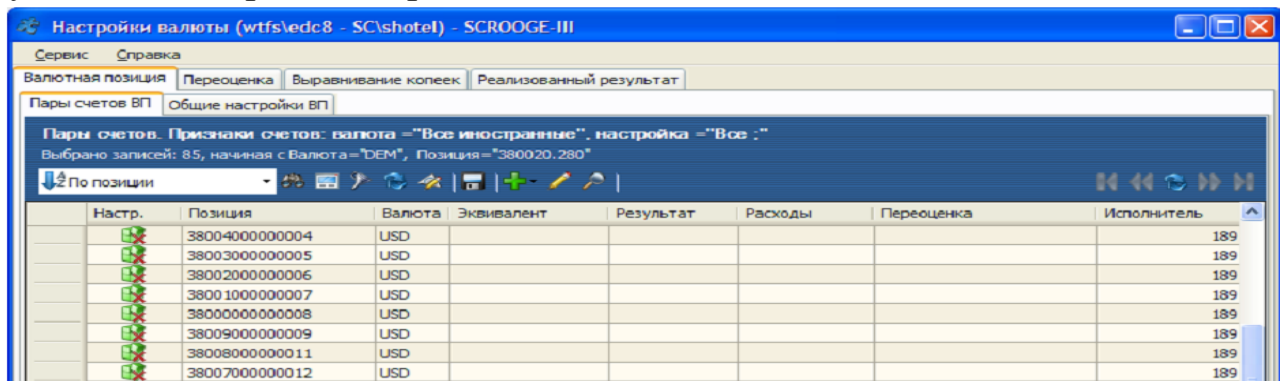 Настройки валюты (wtfs\edc8 - SC\shotel) - SCROOGE-III
Сервис Справка
Валютная позиция Переоценка Выравнивание копеек Реализованный результат
Пары счетов ВП Общие настройки ВП
Пары счетов. Признаки счетов: валюта ="Все иностранные", настройка ="Все ;"
Выбрано записей: 85, начиная с Валюта="DEM", Позиция="380020.280"
По позиции
Настр. Позиция Валюта Эквивалент Результат Расходы Переоценка Исполнитель
38004000000004 USD 189
38003000000005 USD 189
38002000000006 USD 189
38001000000007 USD 189
38000000000008 USD 189
38009000000009 USD 189
38008000000011 USD 189
38007000000012 USD 189